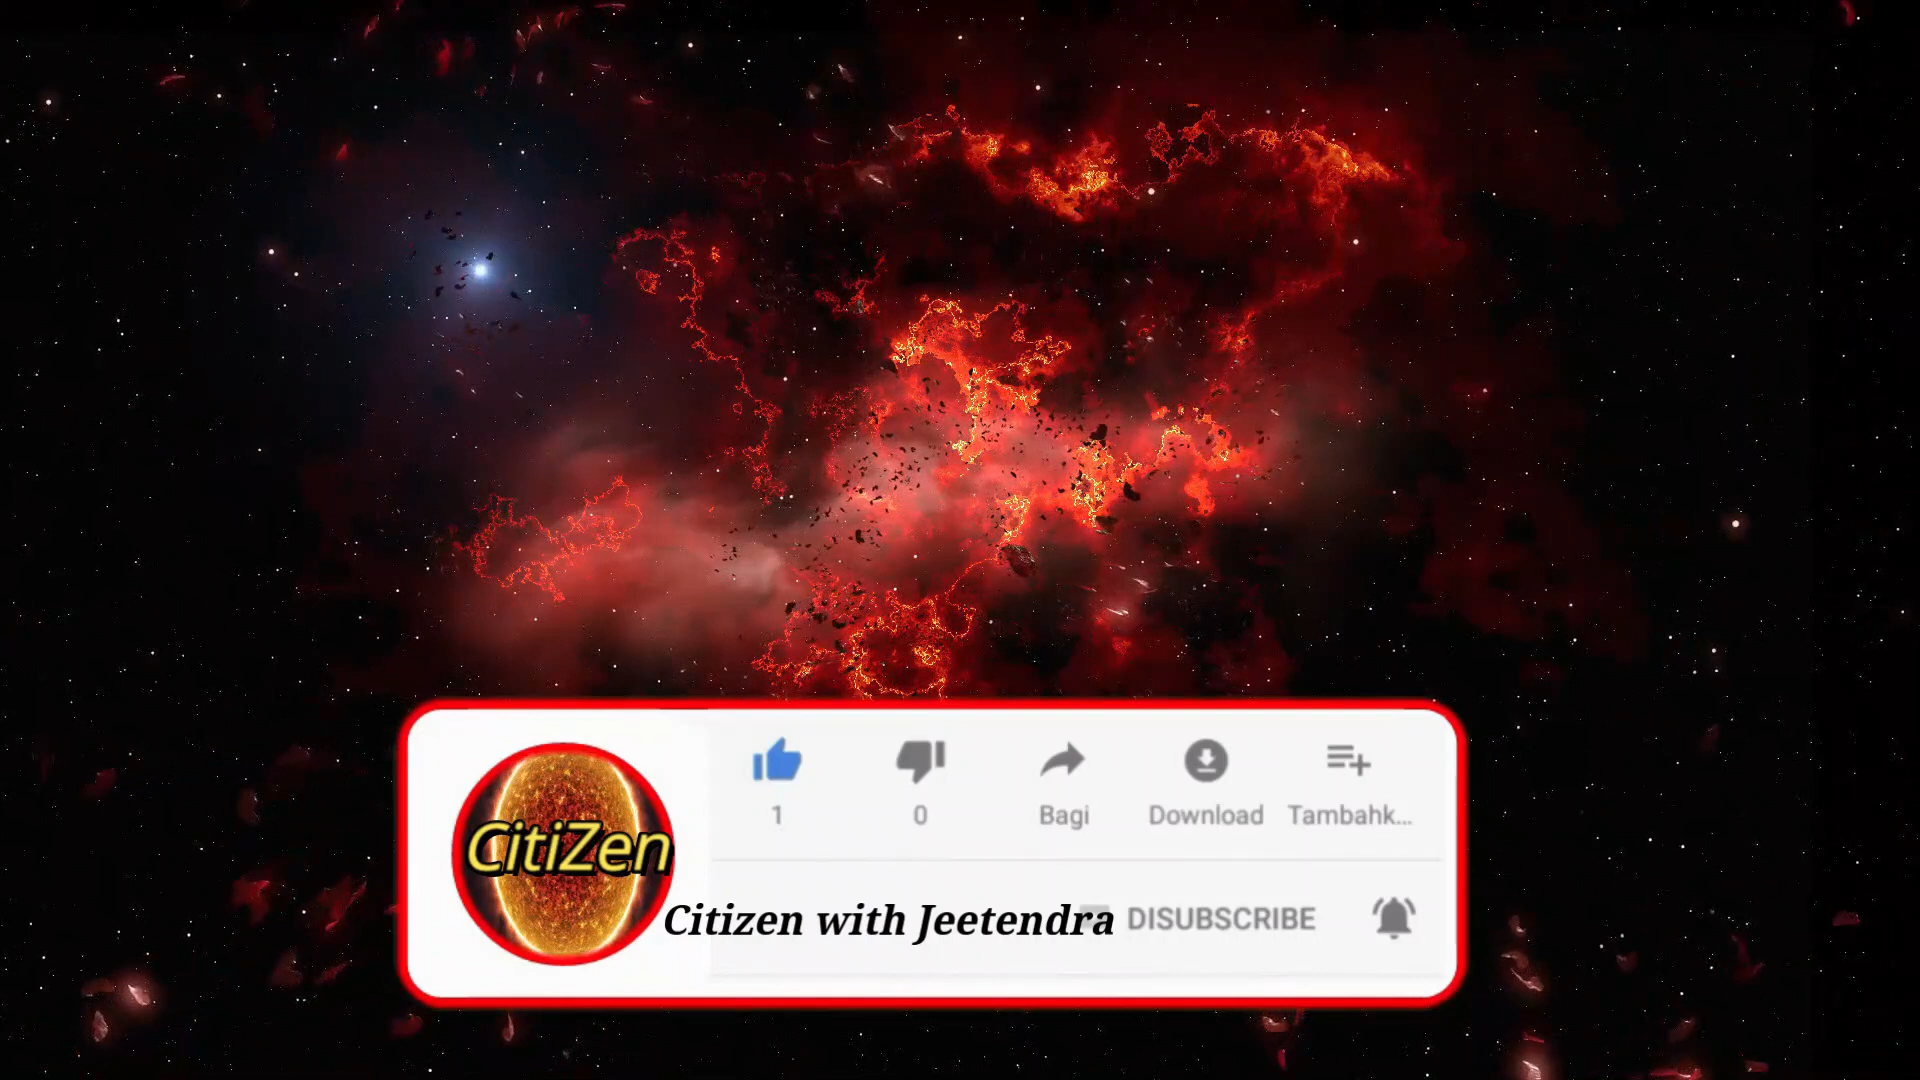 1
0
Bagi
Download
Tambahk...
CitiZen
Citizen with Jeetendra
DISUBSCRIBE